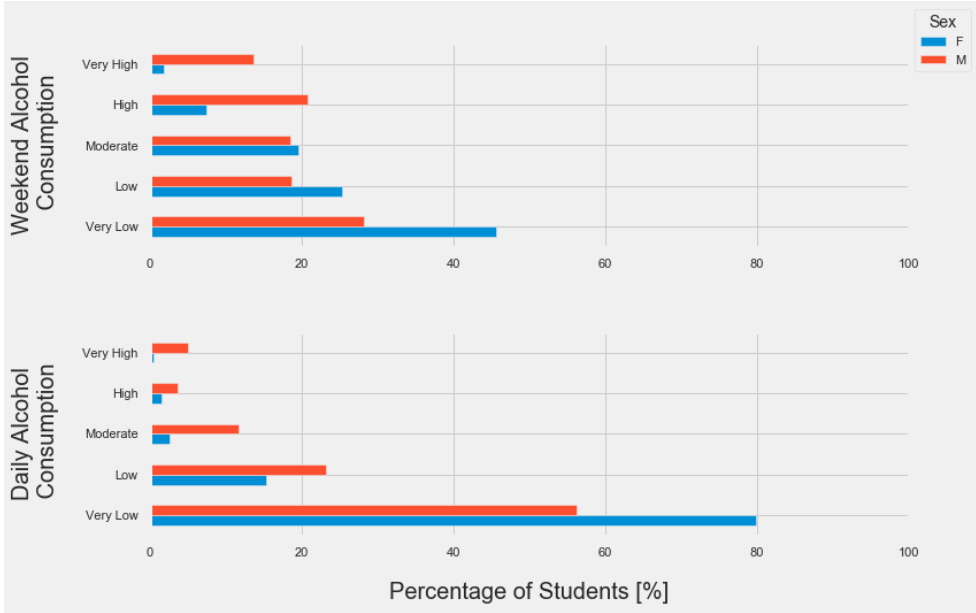 Sex
F
M
Weekend Alcohol
Consumption
Very High
High
Moderate
Low
Very Low
0 20 40 60 80 100
Daily Alcohol
Consumption
Very High
High
Moderate
Low
Very Low
0 20 40 60 80 100
Percentage of Students [%]